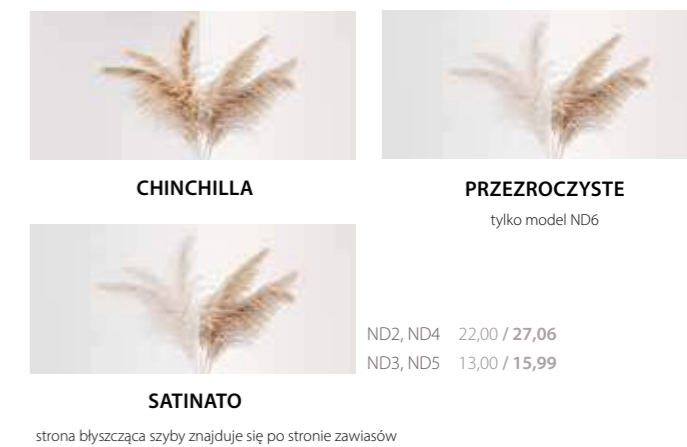 CHINCHILLA
PRZEZROCZYSTE
tylko model ND6
ND2, ND4 22,00 / 27,06
ND3, ND5 13,00 / 15,99
SATINATO
strona błyszcząca szyby znajduje się po stronie zawiasów